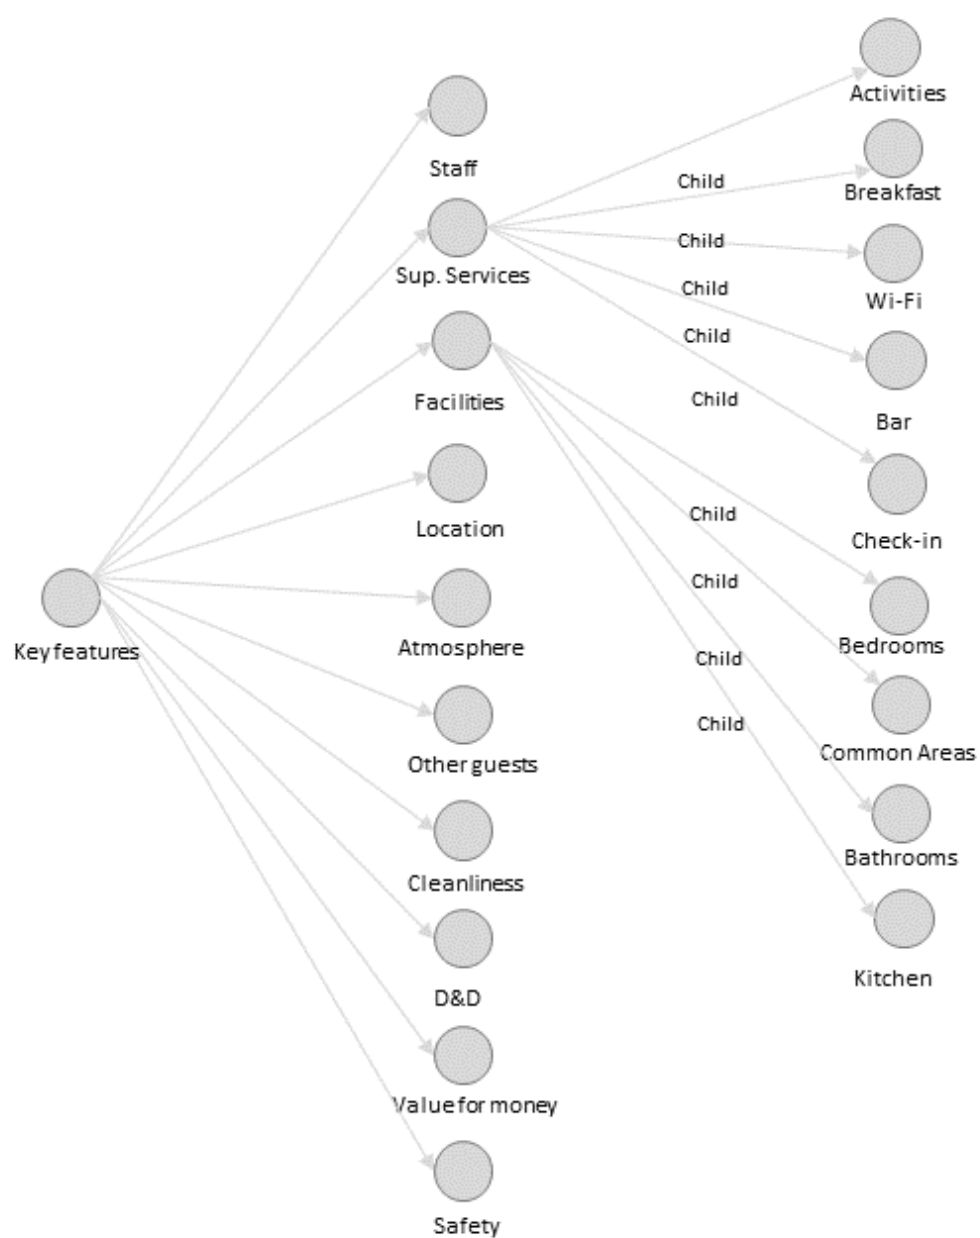 Activities
Staff
Child
Breakfast
Child
Sup. Services
Child
Wi-Fi
Child
Facilities
Child
Bar
Child
Location
Check-in
Child
Key features
Atmosphere
Child
Bedrooms
Child
Other guests
Common Areas
Cleanliness
Bathrooms
D&D
Kitchen
Value for money
Safety